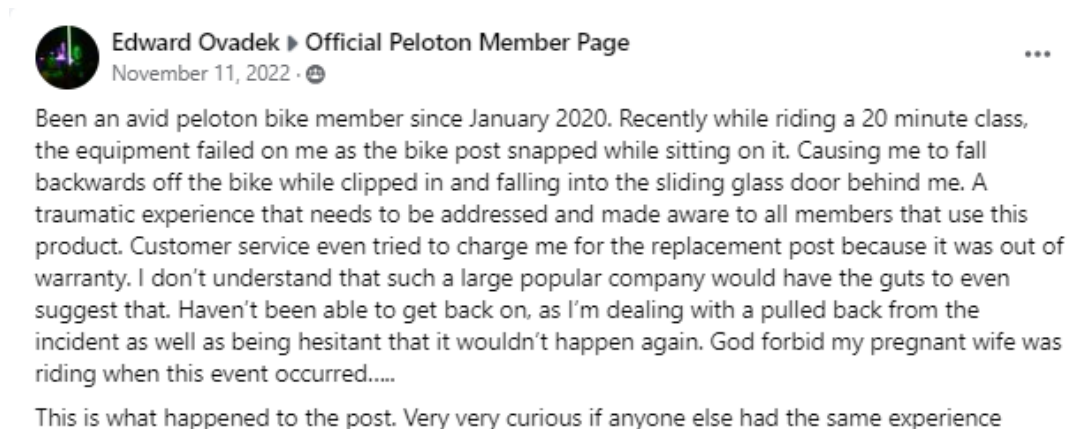 Edward Ovadek ▸ Official Peloton Member Page
November 11, 2022 ·
Been an avid peloton bike member since January 2020. Recently while riding a 20 minute class,
the equipment failed on me as the bike post snapped while sitting on it. Causing me to fall
backwards off the bike while clipped in and falling into the sliding glass door behind me. A
traumatic experience that needs to be addressed and made aware to all members that use this
product. Customer service even tried to charge me for the replacement post because it was out of
warranty. I don’t understand that such a large popular company would have the guts to even
suggest that. Haven’t been able to get back on, as I’m dealing with a pulled back from the
incident as well as being hesitant that it wouldn’t happen again. God forbid my pregnant wife was
riding when this event occurred.....
This is what happened to the post. Very very curious if anyone else had the same experience